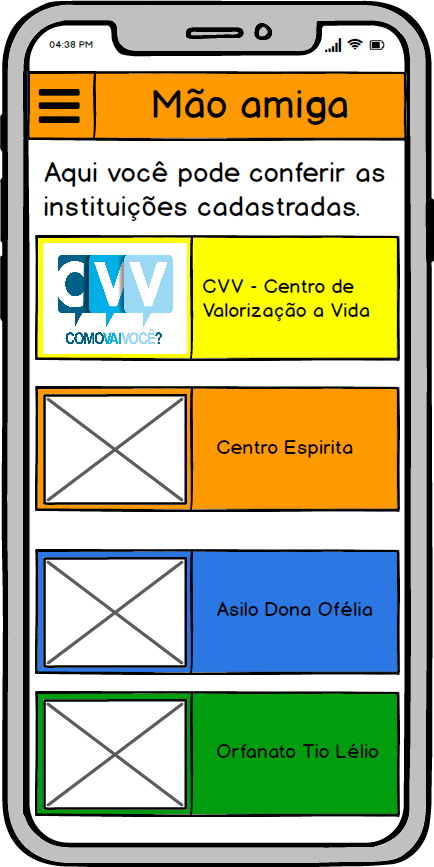 04:38 PM
Mão amiga
Aqui você pode conferir as
instituições cadastradas.
CVV
COMOVAIVOCÊ?
CVV - Centro de
Valorização a Vida
Centro Espirita
Asilo Dona Ofélia
Orfanato Tio Lélio